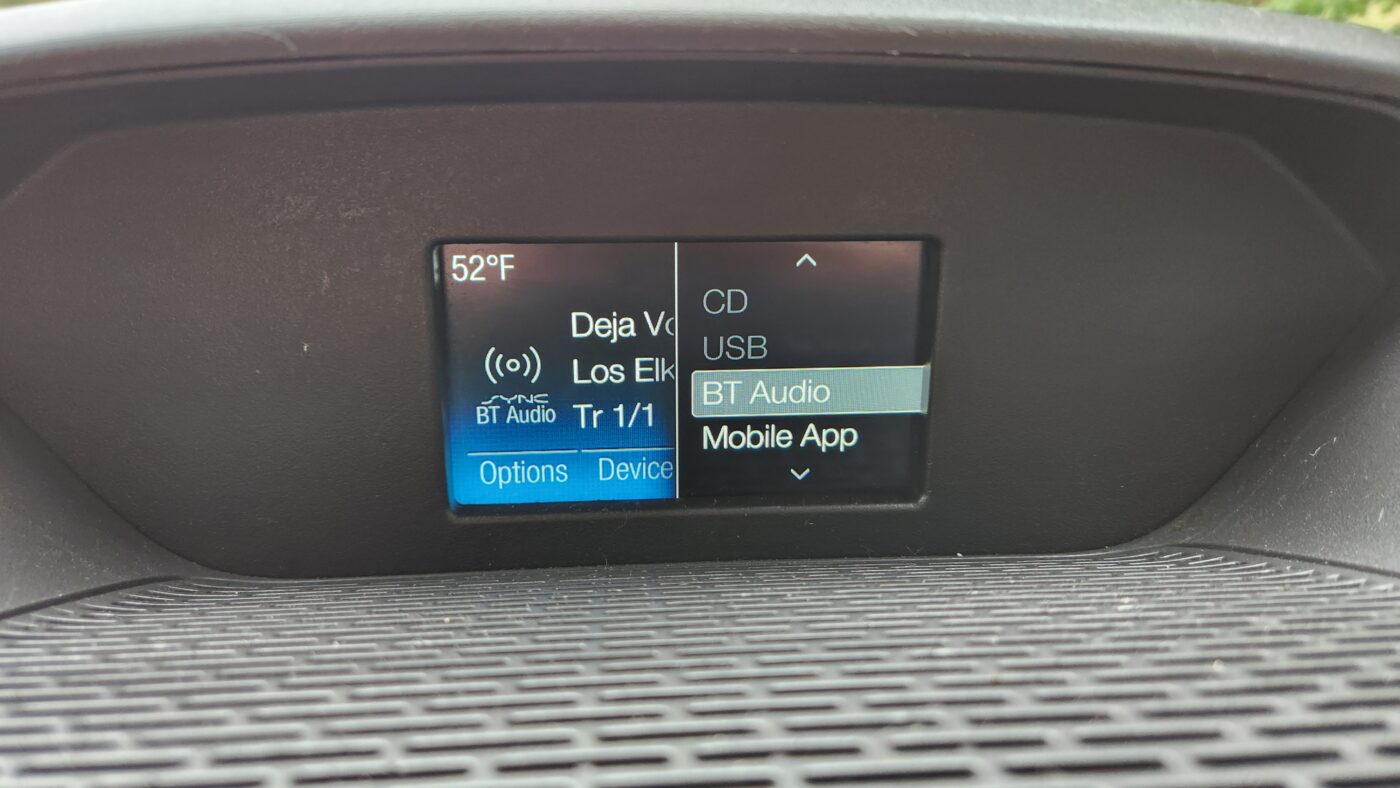 52°F
Deja Vo
Los Elk
SYNC
BT Audio
Tr 1/1
Options
Device
CD
USB
BT Audio
Mobile App